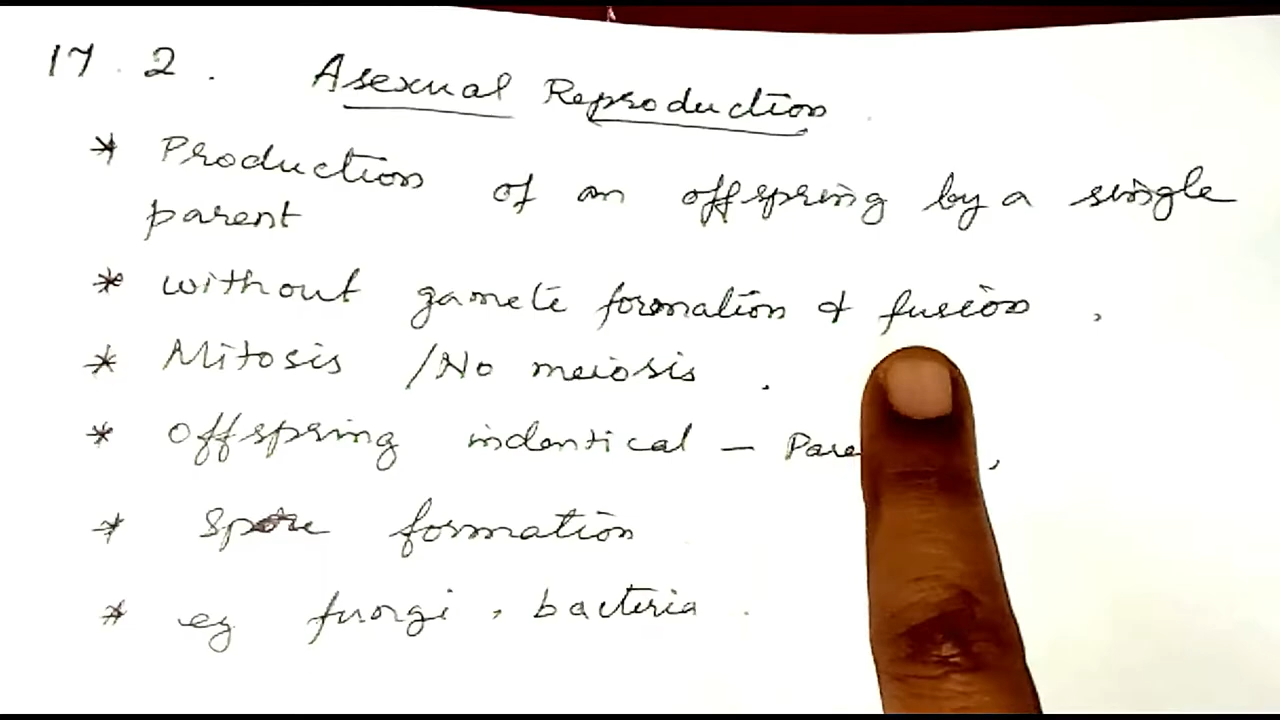 17.2. Asexual Reproduction
* Production of an offspring by a single
parent
* without gamete formation & fusion,
* Mitosis /No meiosis.
* Offspring indentical - Pare ,
* Spore formation
* eg fungi, bacteria.